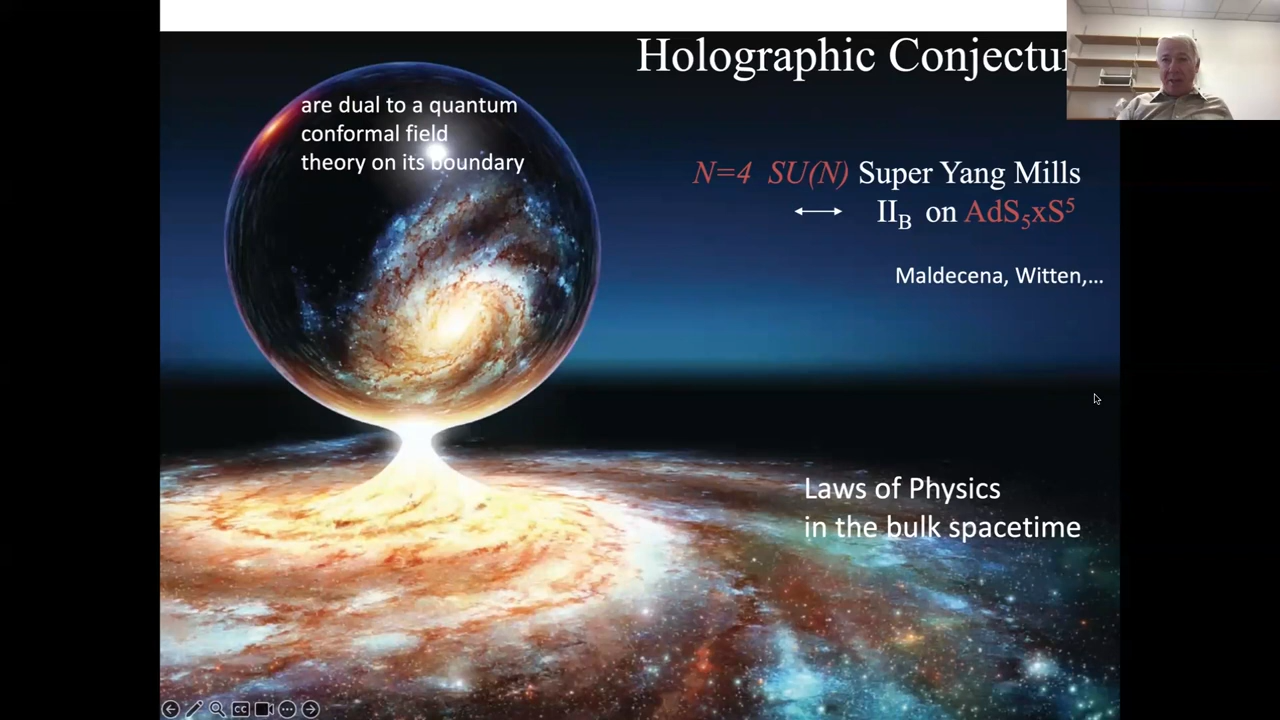 Holographic Conjectu
are dual to a quantum
conformal field
theory on its boundary
N=4 SU(N) Super Yang Mills
↔ II_B on AdS_5xS^5
Maldecena, Witten,...
Laws of Physics
in the bulk spacetime
CC